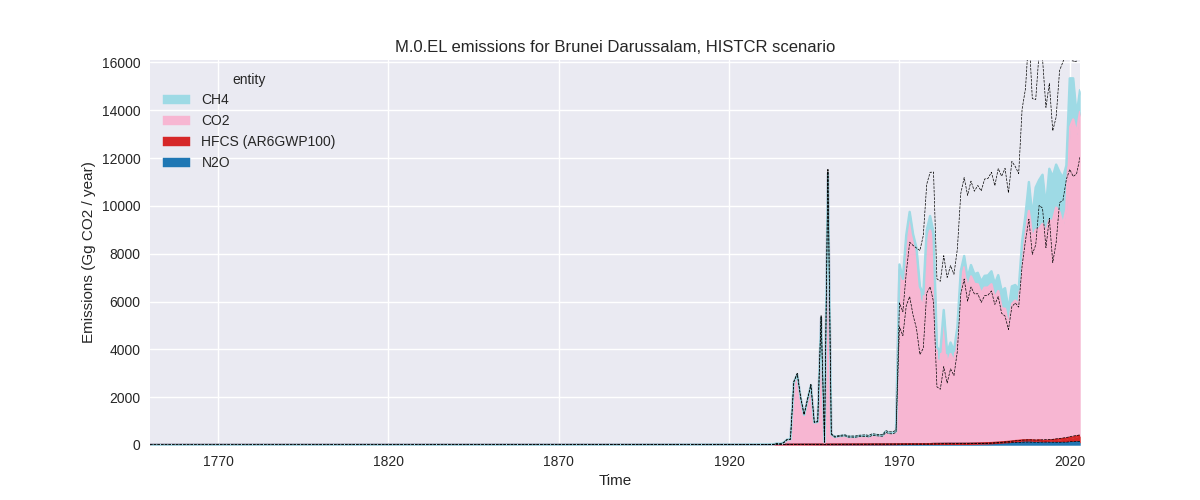 M.0.EL emissions for Brunei Darussalam, HISTCR scenario
Emissions (Gg CO2 / year)
16000
14000
12000
10000
8000
6000
4000
2000
0
entity
CH4
CO2
HFCS (AR6GWP100)
N2O
1770
1820
1870
1920
1970
2020
Time